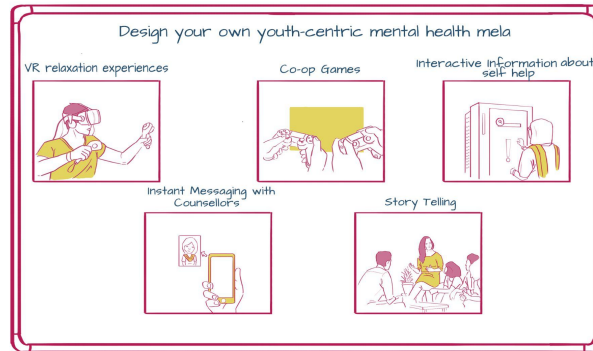 Design your own youth-centric mental health mela
VR relaxation experiences
Co-op Games
Interactive Information about
self help
Instant Messaging with
Counsellors
Story Telling